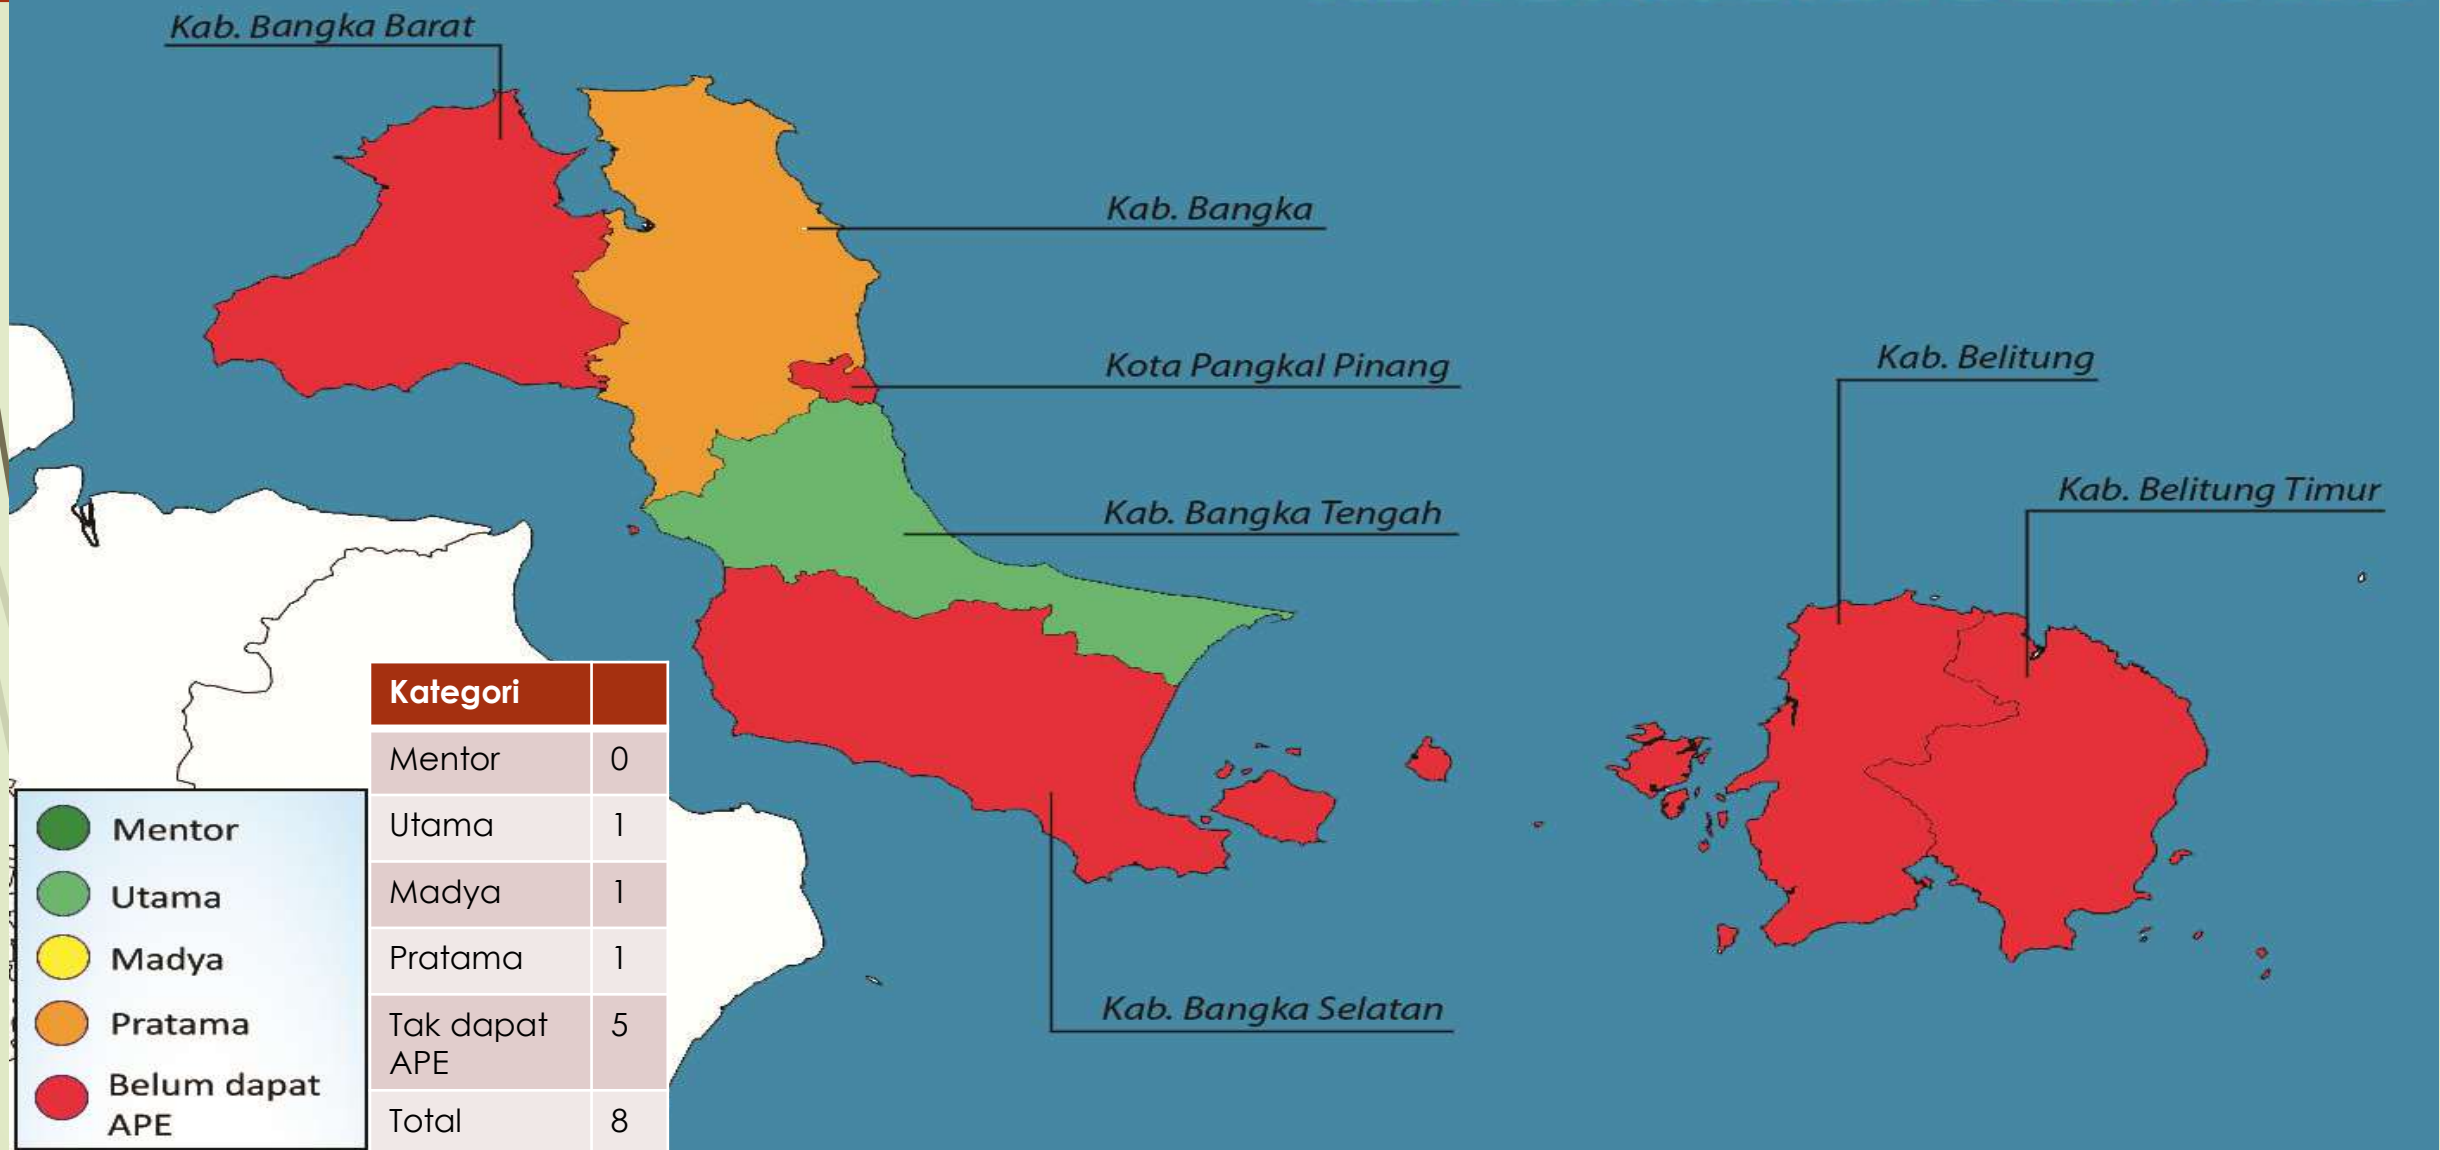 Kab. Bangka Barat
Kab. Bangka
Kota Pangkal Pinang
Kab. Belitung
Kab. Belitung Timur
Kab. Bangka Tengah
Kab. Bangka Selatan
Kategori
Mentor 0
Utama 1
Madya 1
Pratama 1
Tak dapat 5
APE
Total 8
Mentor
Utama
Madya
Pratama
Belum dapat
APE